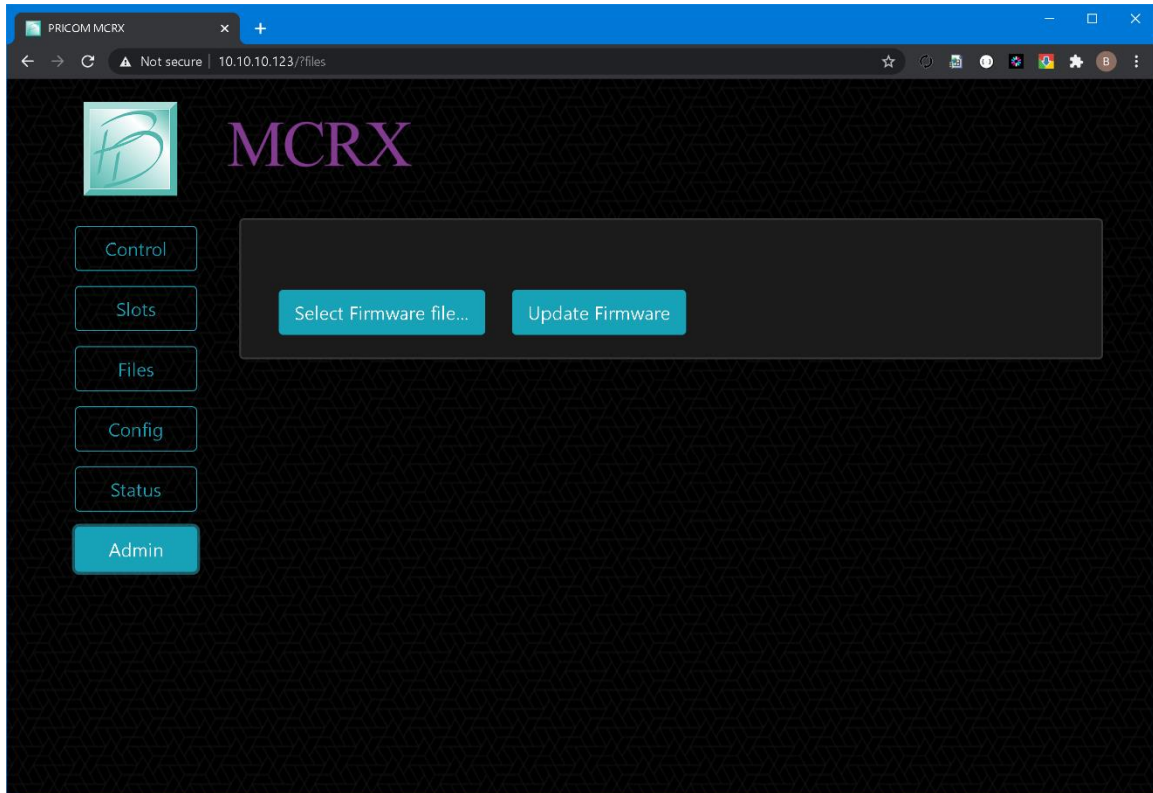 PRICOM MCRX
Not secure | 10.10.10.123/?files
B
MCRX
Control
Slots
Files
Config
Status
Admin
Select Firmware file... Update Firmware